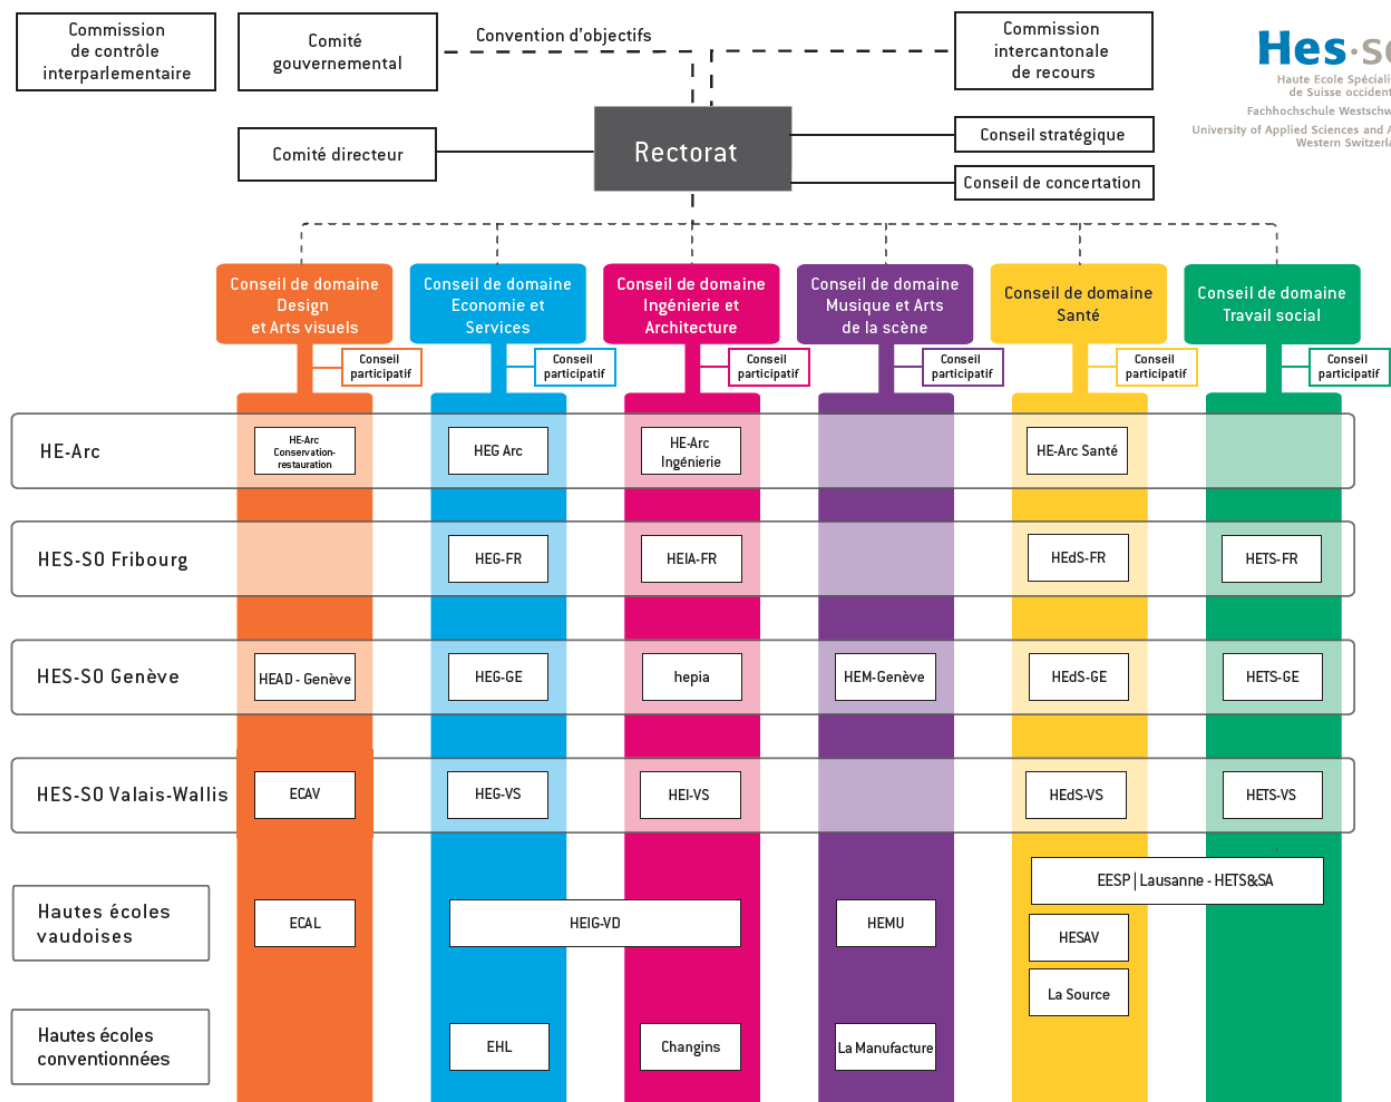 Commission
de contrôle
interparlementaire
Comité
gouvernemental
Convention d'objectifs
Commission
intercantonale
de recours
Hes·so
Haute Ecole Spéciali
de Suisse occident
Fachhochschule Westschw
University of Applied Sciences and A
Western Switzerla
Comité directeur
Rectorat
Conseil stratégique
Conseil de concertation
Conseil de domaine
Design
et Arts visuels
Conseil de domaine
Economie et
Services
Conseil de domaine
Ingénierie et
Architecture
Conseil de domaine
Musique et Arts
de la scène
Conseil de domaine
Santé
Conseil de domaine
Travail social
Conseil
participatif
Conseil
participatif
Conseil
participatif
Conseil
participatif
Conseil
participatif
Conseil
participatif
HE-Arc
HE-Arc
Conservation-
restauration
HEG Arc
HE-Arc
Ingénierie
HE-Arc Santé
HES-SO Fribourg
HEG-FR
HEIA-FR
HEdS-FR
HETS-FR
HES-SO Genève
HEAD - Genève
HEG-GE
hepia
HEM-Genève
HEdS-GE
HETS-GE
HES-SO Valais-Wallis
ECAV
HEG-VS
HEI-VS
HEdS-VS
HETS-VS
EESP | Lausanne - HETS&SA
Hautes écoles
vaudoises
ECAL
HEIG-VD
HEMU
HESAV
La Source
Hautes écoles
conventionnées
EHL
Changins
La Manufacture